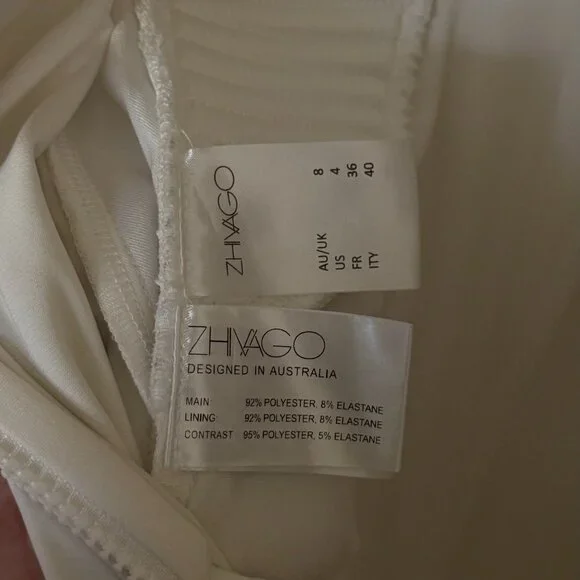 ZHIVAGO
AU/UK 8
US 4
FR 36
ITY 40
ZHIVAGO
DESIGNED IN AUSTRALIA
MAIN: 92% POLYESTER, 8% ELASTANE
LINING: 92% POLYESTER, 8% ELASTANE
CONTRAST: 95% POLYESTER, 5% ELASTANE